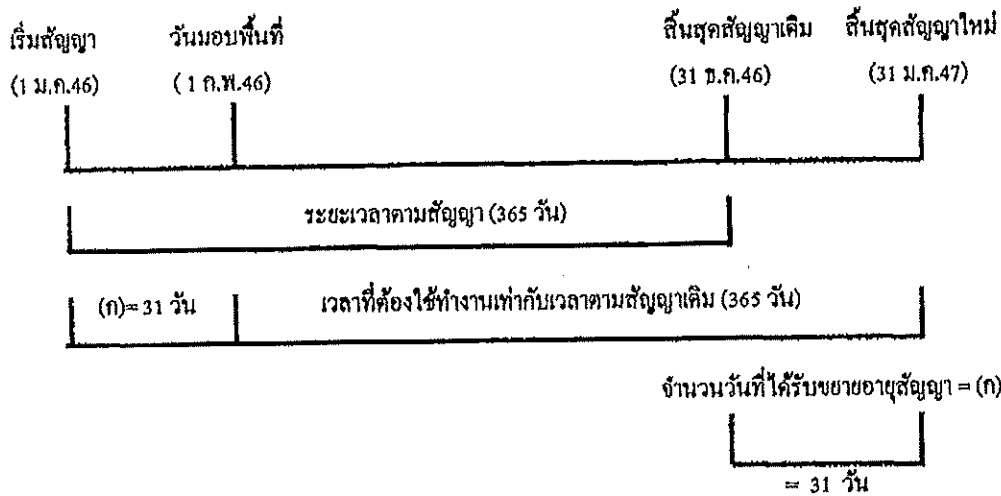 เริ่มสัญญา วันมอบพื้นที่ สิ้นสุดสัญญาเดิม สิ้นสุดสัญญาใหม่
(1 ม.ค.46) (1 ก.พ.46) (31 ธ.ค.46) (31 ม.ค.47)
ระยะเวลาตามสัญญา (365 วัน)
(ก)= 31 วัน เวลาที่ต้องใช้ทำงานเท่ากับเวลาตามสัญญาเดิม (365 วัน)
จำนวนวันที่ได้รับขยายอายุสัญญา = (ก)
= 31 วัน